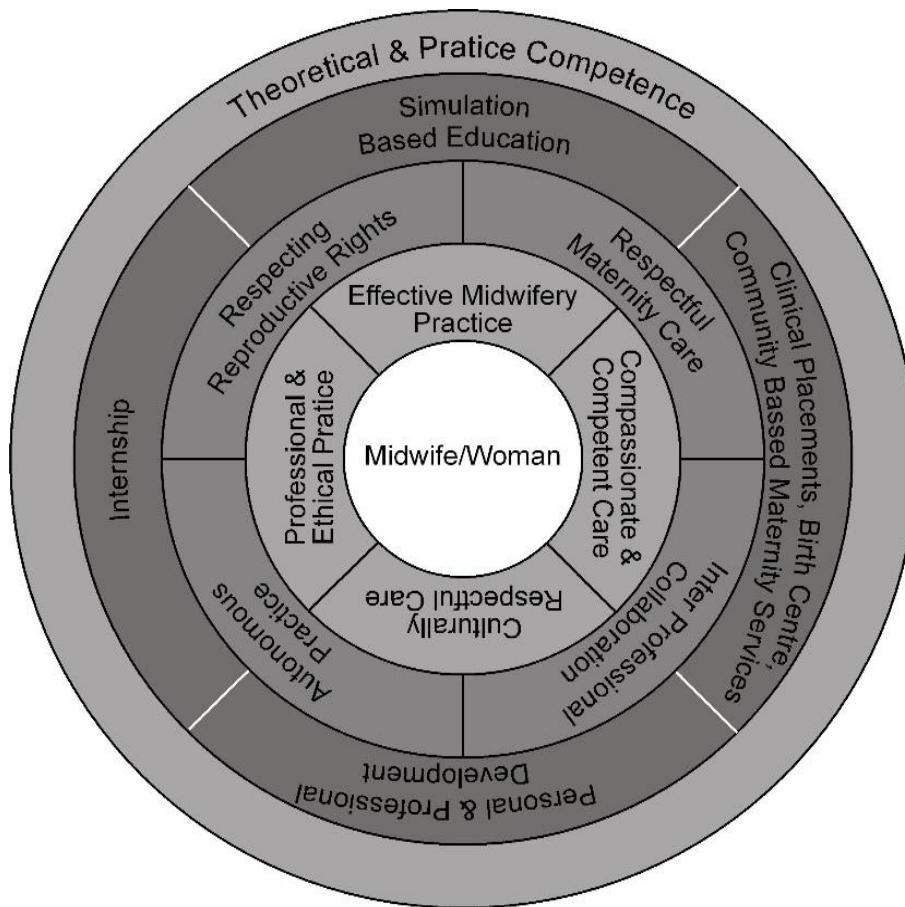 Theoretical & Pratice Competence
Simulation
Based Education
Respecting
Reproductive Rights
Respectful
Maternity Care
Effective Midwifery
Practice
Clinical Placements, Birth Centre,
Community Bassed Maternity Services
Internship
Professional &
Ethical Pratice
Midwife/Woman
Compassionate &
Competent Care
Culturally
Respectful Care
Autonomous
Practice
Inter Professional
Collaboration
Personal & Professional
Development